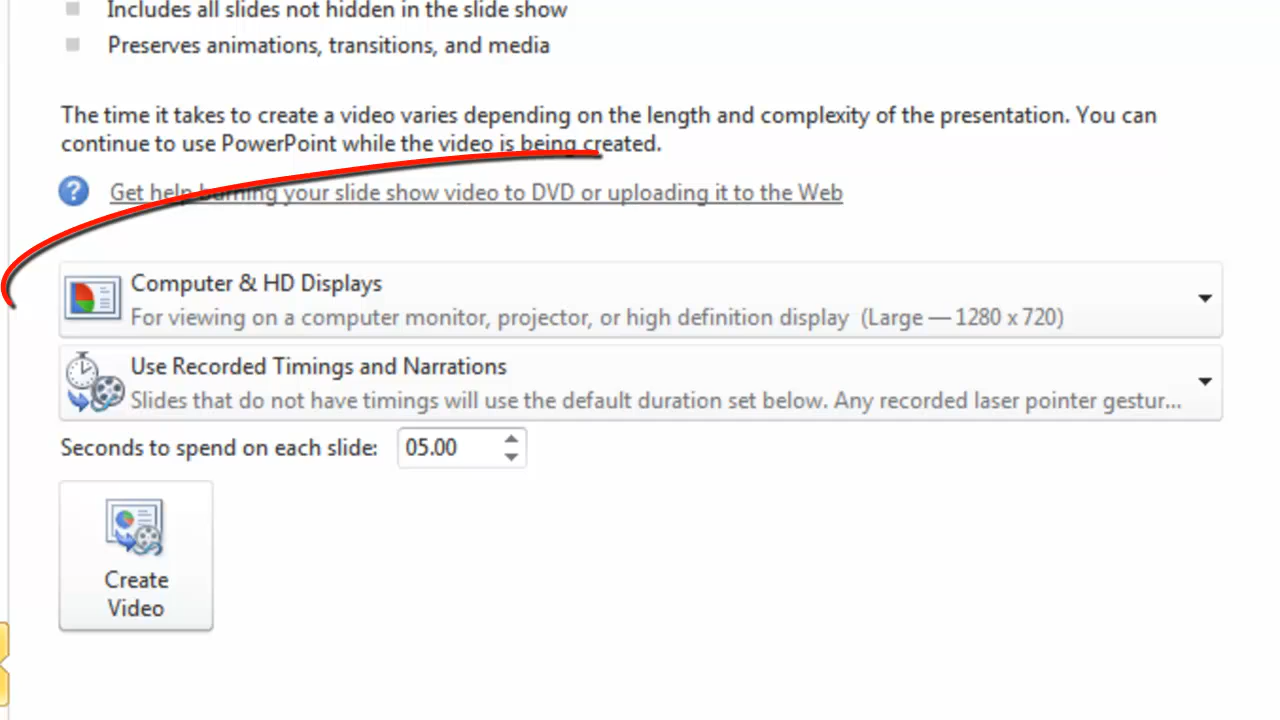 Includes all slides not hidden in the slide show
Preserves animations, transitions, and media
The time it takes to create a video varies depending on the length and complexity of the presentation. You can
continue to use PowerPoint while the video is being created.
Get help burning your slide show video to DVD or uploading it to the Web
Computer & HD Displays
For viewing on a computer monitor, projector, or high definition display (Large — 1280 x 720)
Use Recorded Timings and Narrations
Slides that do not have timings will use the default duration set below. Any recorded laser pointer gestur...
Seconds to spend on each slide: 05.00
Create
Video